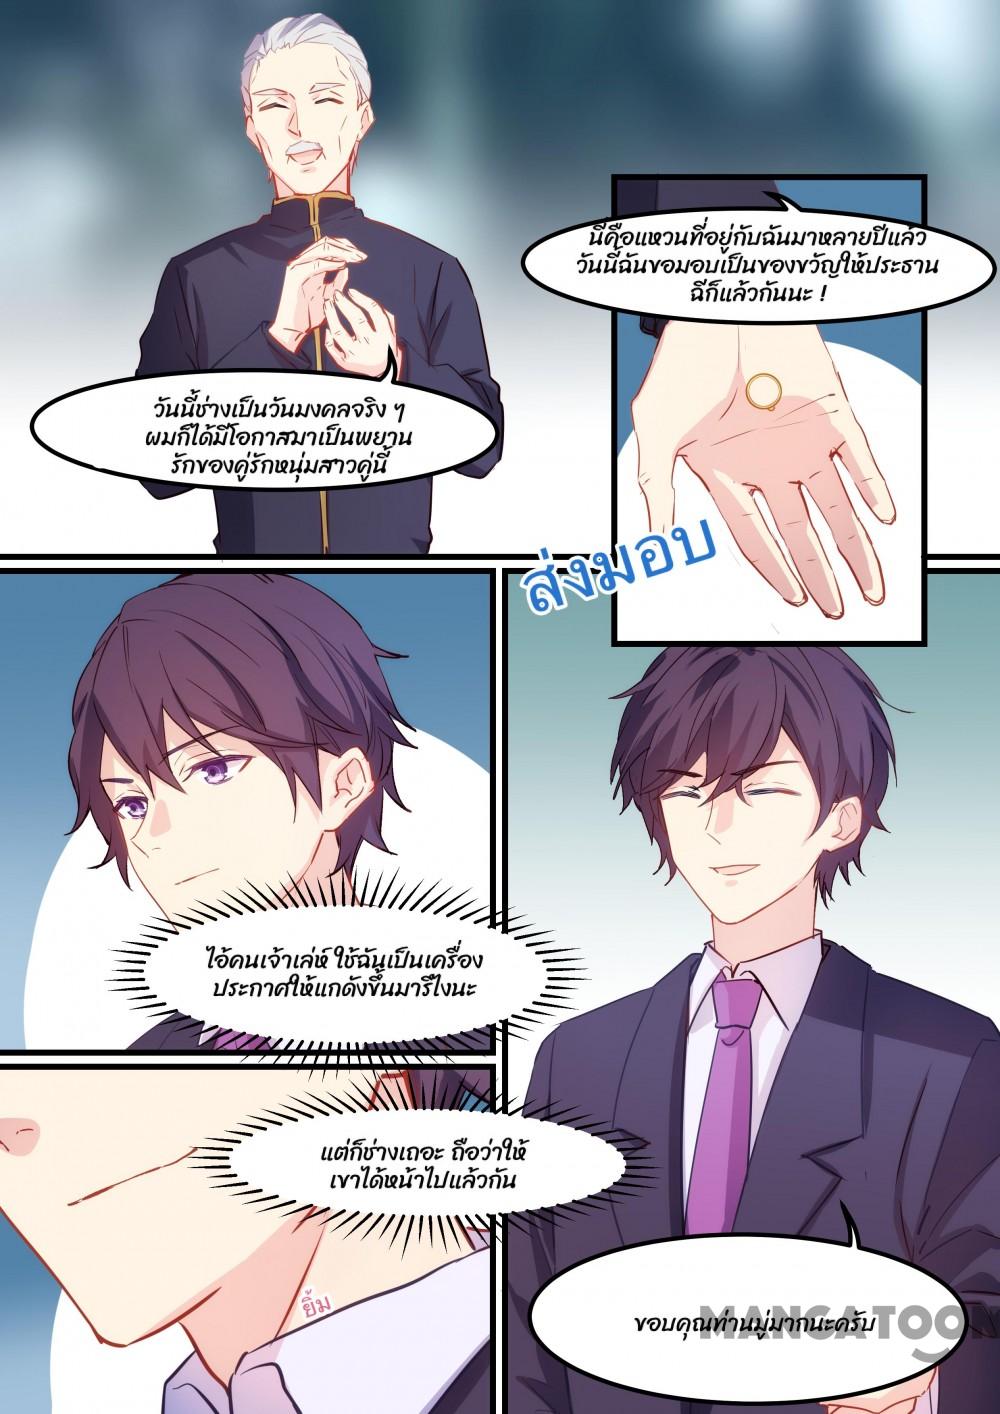 วันนี้ช่างเป็นวันมงคลจริง ๆ
ผมก็ได้มีโอกาสมาเป็นพยาน
รักของคู่รักหนุ่มสาวคู่นี้
นี่คือแหวนที่อยู่กับฉันมาหลายปีแล้ว
วันนี้ฉันขอมอบเป็นของขวัญให้ประธาน
ฉีก็แล้วกันนะ !
ส่งมอบ
ไอ้คนเจ้าเล่ห์ ใช้ฉันเป็นเครื่อง
ประกาศให้แกดังขึ้นมารึไงนะ
แต่ก็ช่างเถอะ ถือว่าให้
เขาได้หน้าไปแล้วกัน
ยิ้ม
ขอบคุณท่านมู่มากนะครับ
MANGATOON